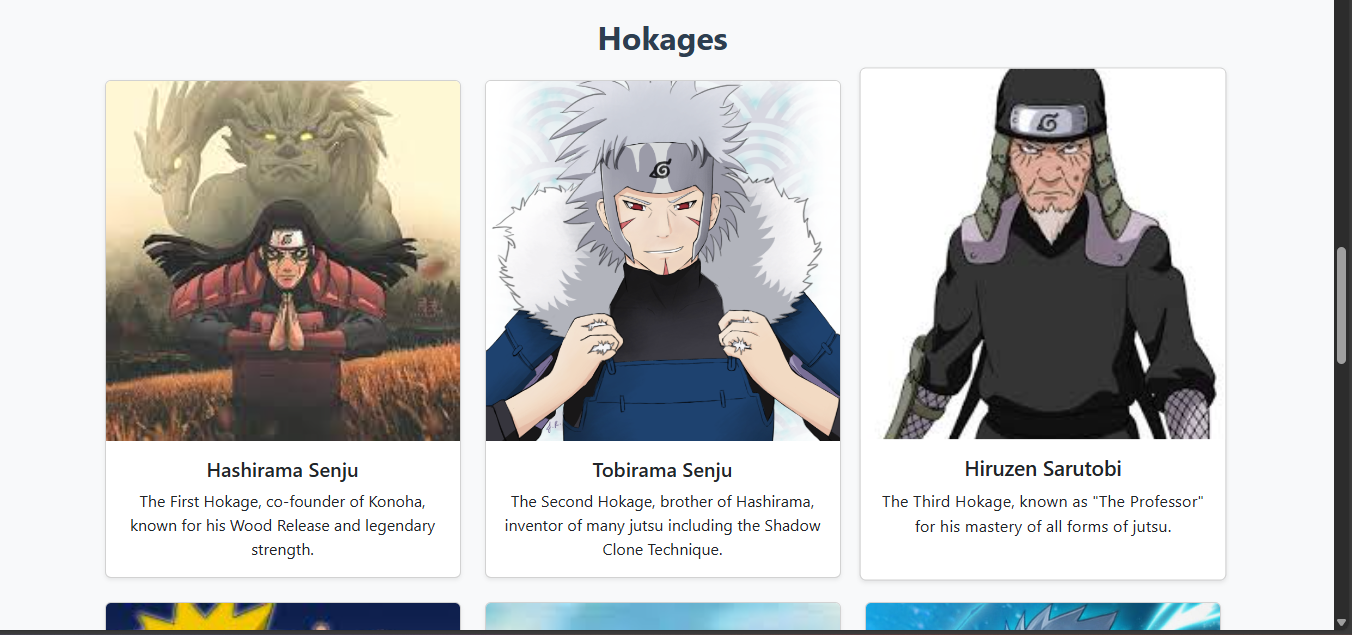 Hokages
Hashirama Senju
The First Hokage, co-founder of Konoha,
known for his Wood Release and legendary
strength.
Tobirama Senju
The Second Hokage, brother of Hashirama,
inventor of many jutsu including the Shadow
Clone Technique.
Hiruzen Sarutobi
The Third Hokage, known as "The Professor"
for his mastery of all forms of jutsu.